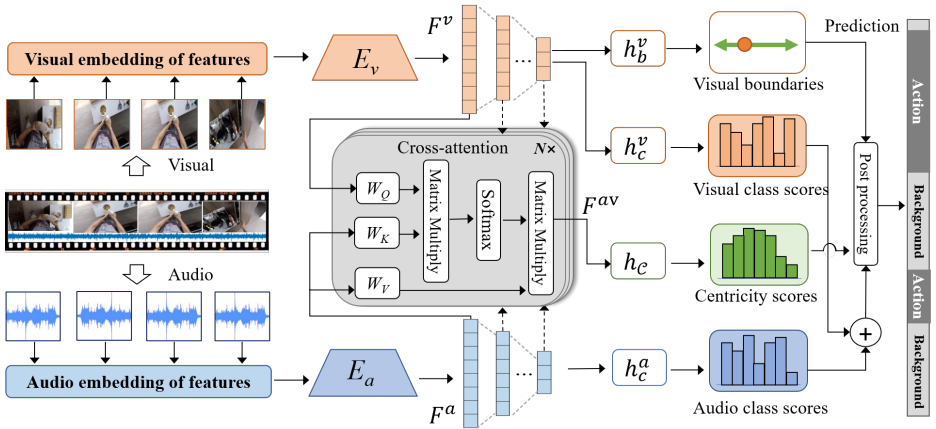 Visual embedding of features
Visual
Audio
Audio embedding of features
E_v
E_a
F^v
F^a
Cross-attention
N×
W_Q
W_K
W_V
Matrix Multiply
Softmax
Matrix Multiply
F^av
h_b^v
h_c^v
h_C
h_c^a
Visual boundaries
Visual class scores
Centricity scores
Audio class scores
...
...
Prediction
Post processing
+
Action
Background
Action
Background